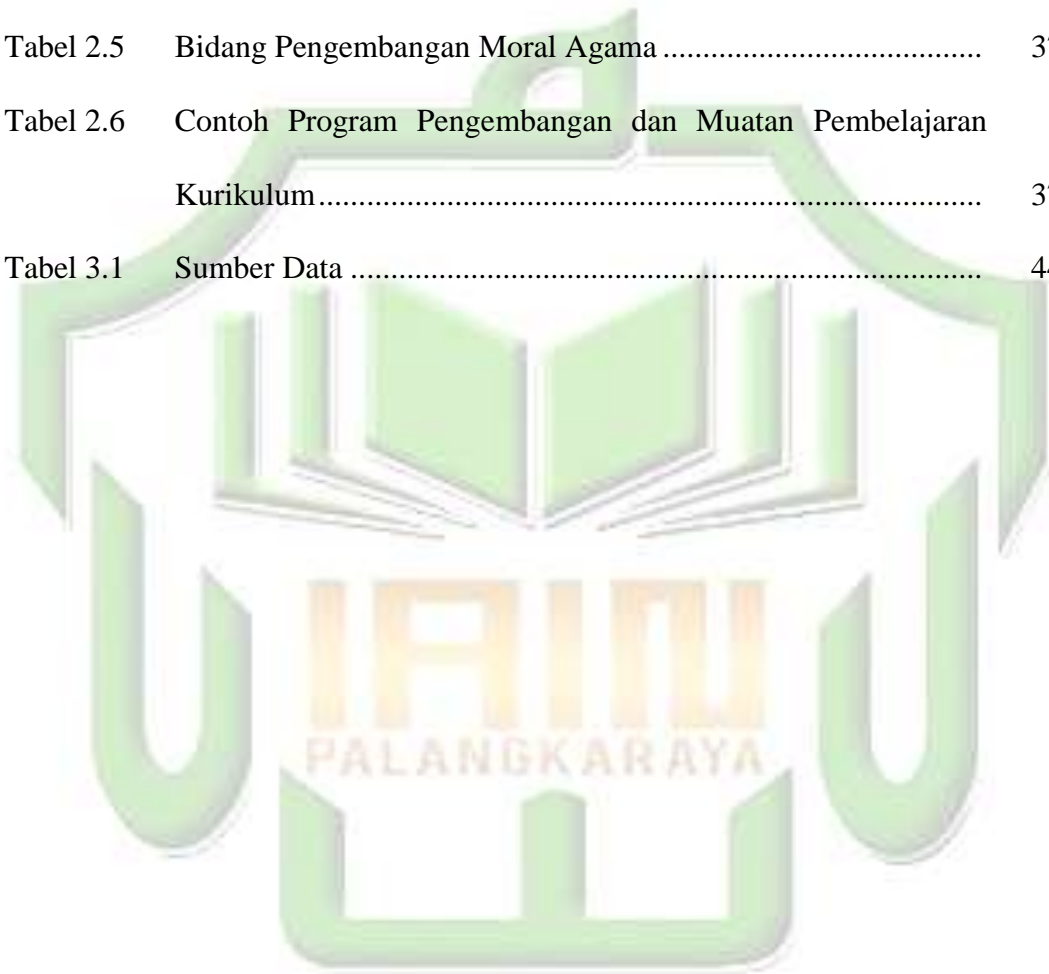 Tabel 2.5 Bidang Pengembangan Moral Agama ........................................
Tabel 2.6 Contoh Program Pengembangan dan Muatan Pembelajaran
Kurikulum...................................................................................
Tabel 3.1 Sumber Data ...............................................................................
IAIN
PALANGKARAYA